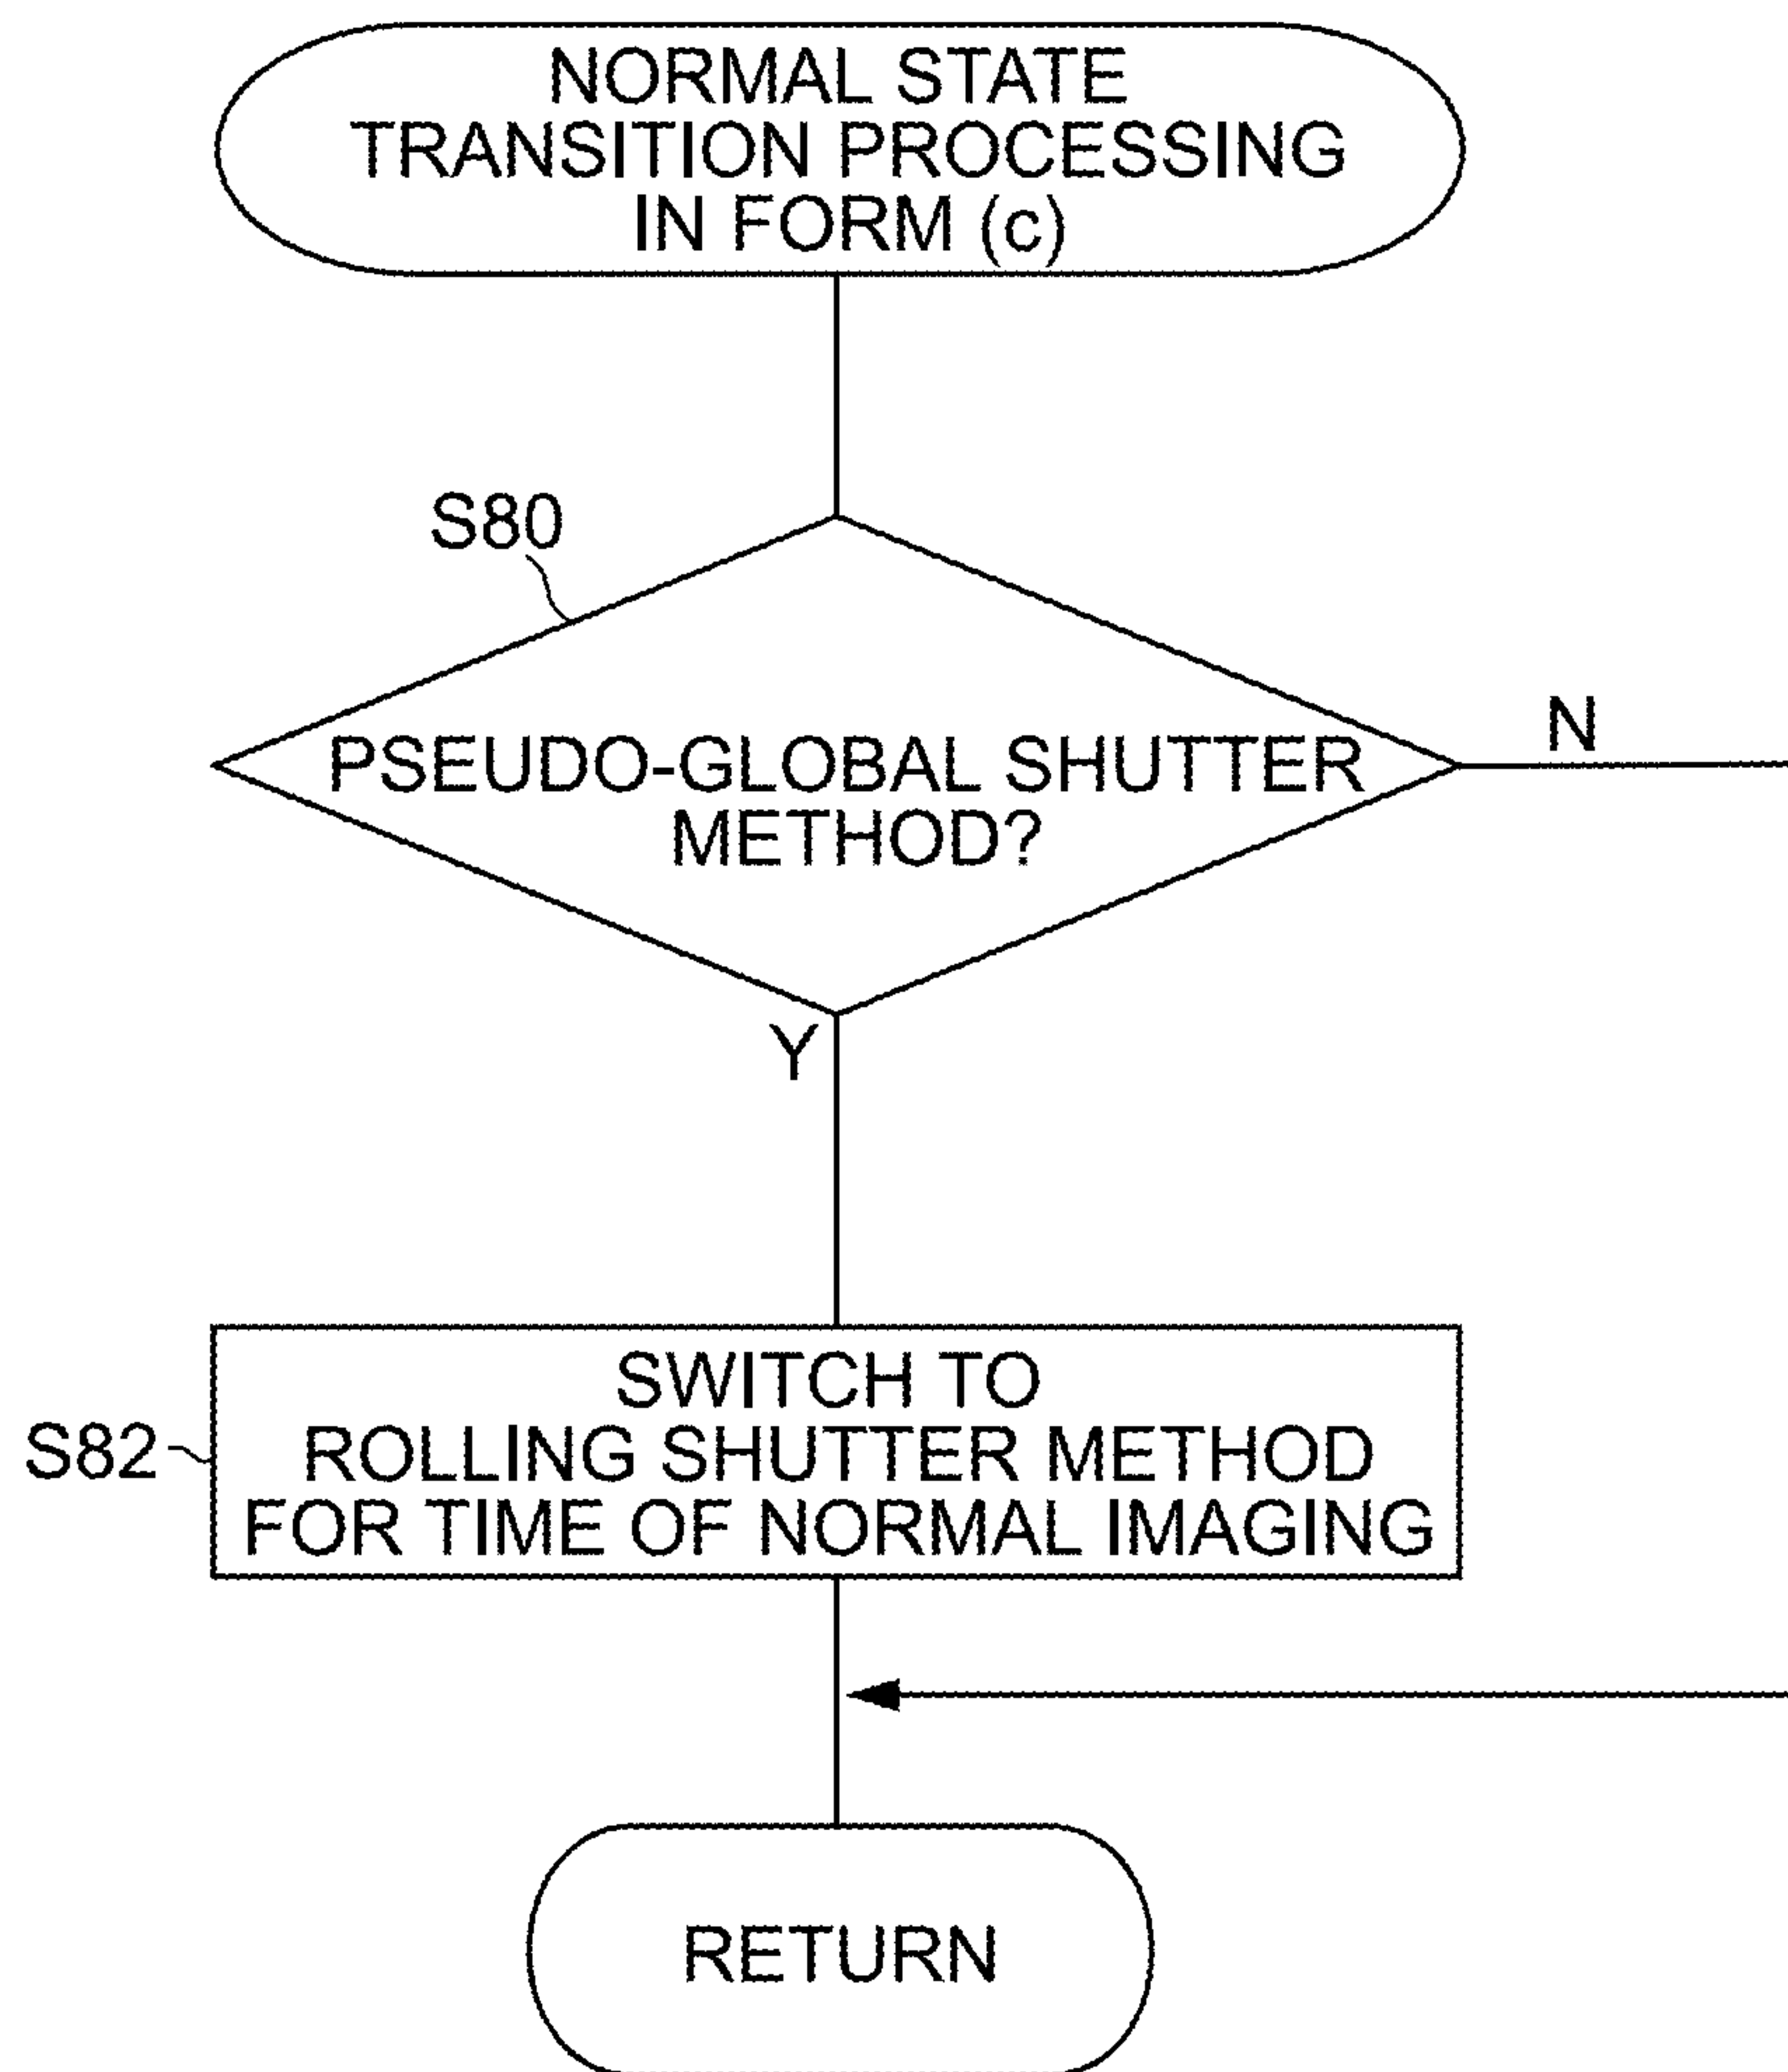 NORMAL STATE
TRANSITION PROCESSING
IN FORM (c)
S80
PSEUDO-GLOBAL SHUTTER
METHOD?
N
Y
S82
SWITCH TO
ROLLING SHUTTER METHOD
FOR TIME OF NORMAL IMAGING
RETURN